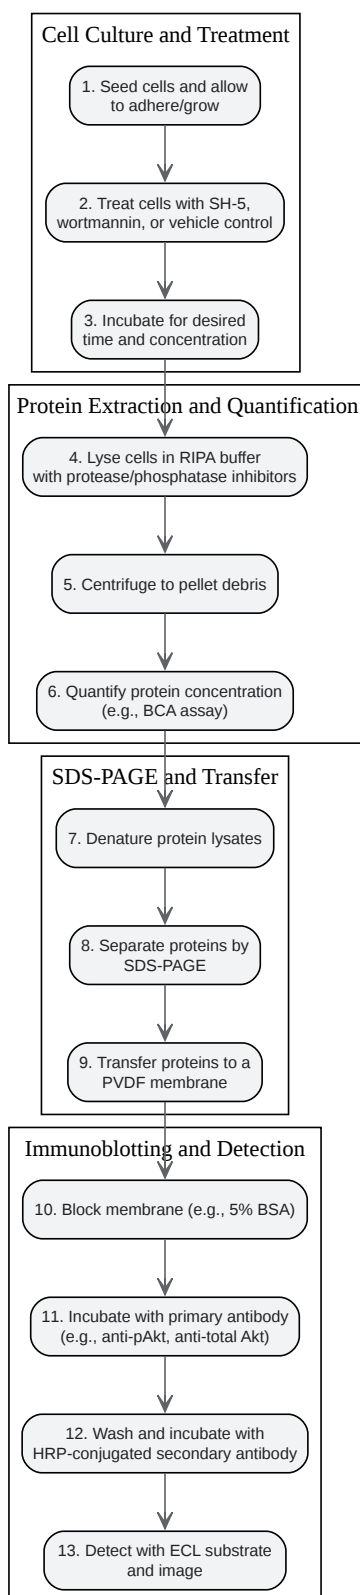 Cell Culture and Treatment
1. Seed cells and allow
to adhere/grow
2. Treat cells with SH-5,
wortmannin, or vehicle control
3. Incubate for desired
time and concentration
Protein Extraction and Quantification
4. Lyse cells in RIPA buffer
with protease/phosphatase inhibitors
5. Centrifuge to pellet debris
6. Quantify protein concentration
(e.g., BCA assay)
SDS-PAGE and Transfer
7. Denature protein lysates
8. Separate proteins by
SDS-PAGE
9. Transfer proteins to a
PVDF membrane
Immunoblotting and Detection
10. Block membrane (e.g., 5% BSA)
11. Incubate with primary antibody
(e.g., anti-pAkt, anti-total Akt)
12. Wash and incubate with
HRP-conjugated secondary antibody
13. Detect with ECL substrate
and image